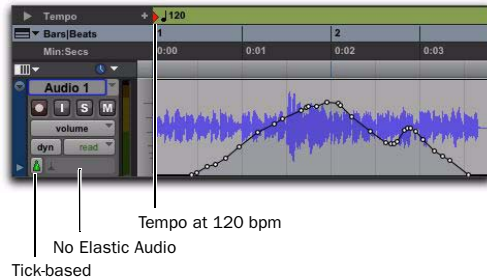 Tempo + 120
Bars|Beats 1 2
Min:Secs 0:00 0:01 0:02 0:03
Audio 1
I S M
volume
dyn read
Tempo at 120 bpm
No Elastic Audio
Tick-based